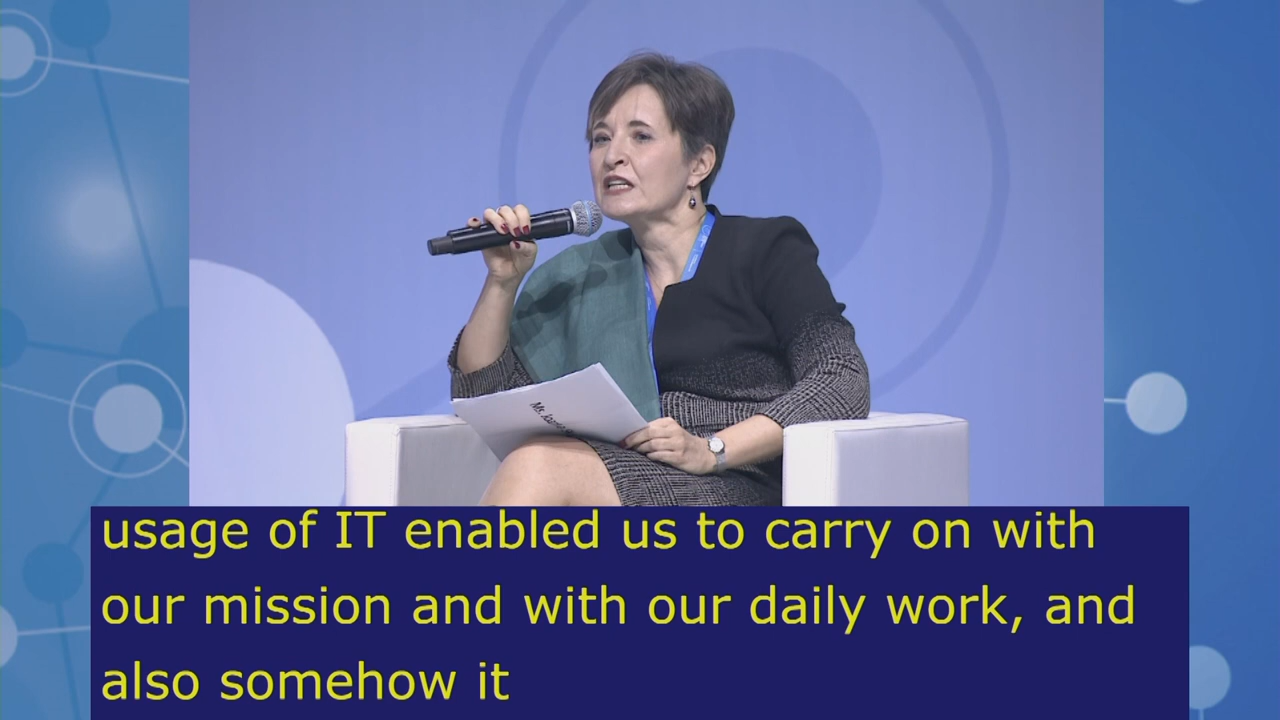 usage of IT enabled us to carry on with
our mission and with our daily work, and
also somehow it